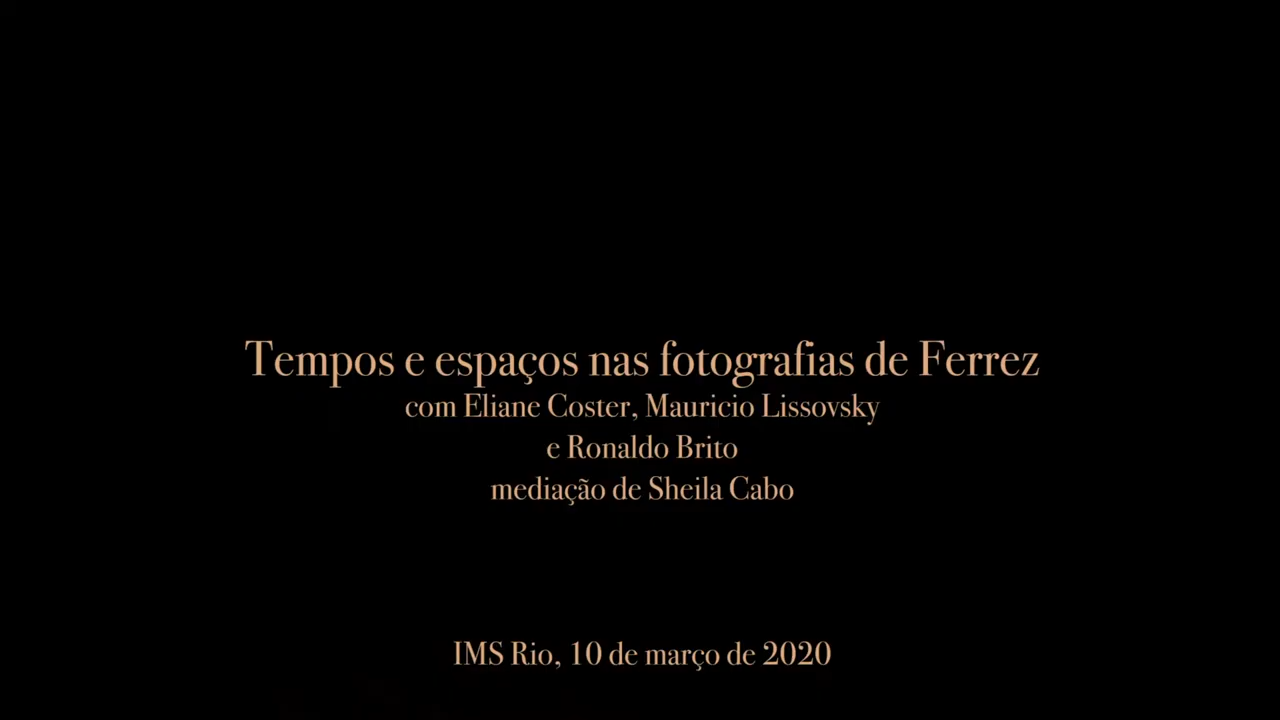 Tempos e espaços nas fotografias de Ferrez
com Eliane Coster, Mauricio Lissovsky
e Ronaldo Brito
mediação de Sheila Cabo
IMS Rio, 10 de março de 2020